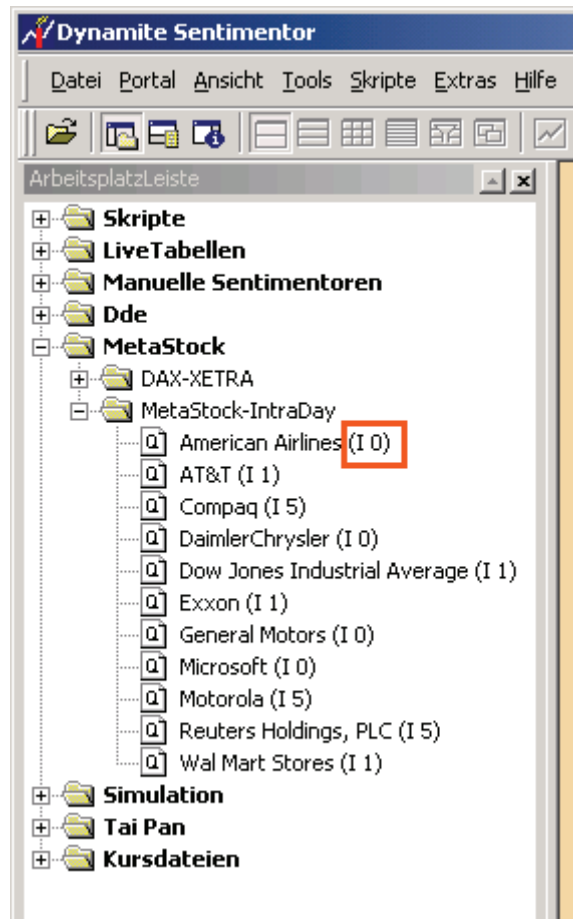 Dynamite Sentimentor
Datei Portal Ansicht Tools Skripte Extras Hilfe
ArbeitsplatzLeiste
Skripte
LiveTabellen
Manuelle Sentimentoren
Dde
MetaStock
DAX-XETRA
MetaStock-IntraDay
American Airlines (I 0)
AT&T (I 1)
Compaq (I 5)
DaimlerChrysler (I 0)
Dow Jones Industrial Average (I 1)
Exxon (I 1)
General Motors (I 0)
Microsoft (I 0)
Motorola (I 5)
Reuters Holdings, PLC (I 5)
Wal Mart Stores (I 1)
Simulation
Tai Pan
Kursdateien